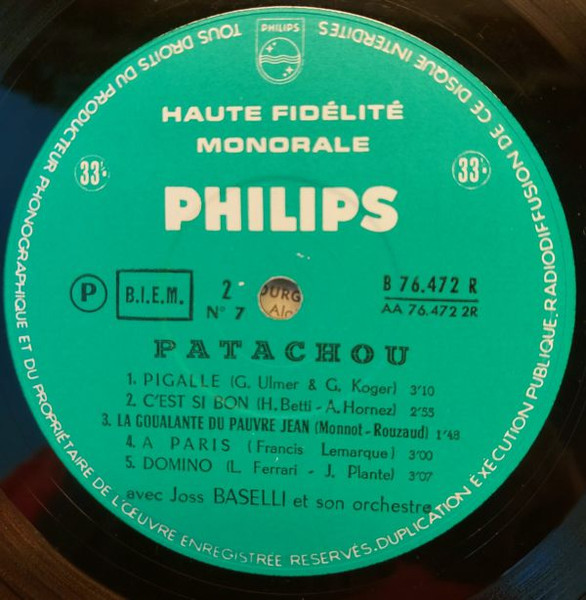 TOUS DROITS DU PRODUCTEUR PHONOGRAPHIQUE ET DU PROPRIÉTAIRE DE L'ŒUVRE ENREGISTRÉE RÉSERVÉS. DUPLICATION EXÉCUTION PUBLIQUE. RADIODIFFUSION DE CE DISQUE INTERDITES
PHILIPS
HAUTE FIDÉLITÉ
MONORALE
33 33
PHILIPS
P B.I.E.M. 2 B 76.472 R
N° 7 AA 76.472 2R
OURG
Alc
PATACHOU
1. PIGALLE (G. Ulmer & G. Koger) 3'10
2. C'EST SI BON (H. Betti - A. Hornez) 2'55
3. LA GOUALANTE DU PAUVRE JEAN (Monnot - Rouzaud) 1'48
4. A PARIS (Francis Lemarque) 3'00
5. DOMINO (L. Ferrari - J. Plante) 3'07
avec Joss BASELLI et son orchestre